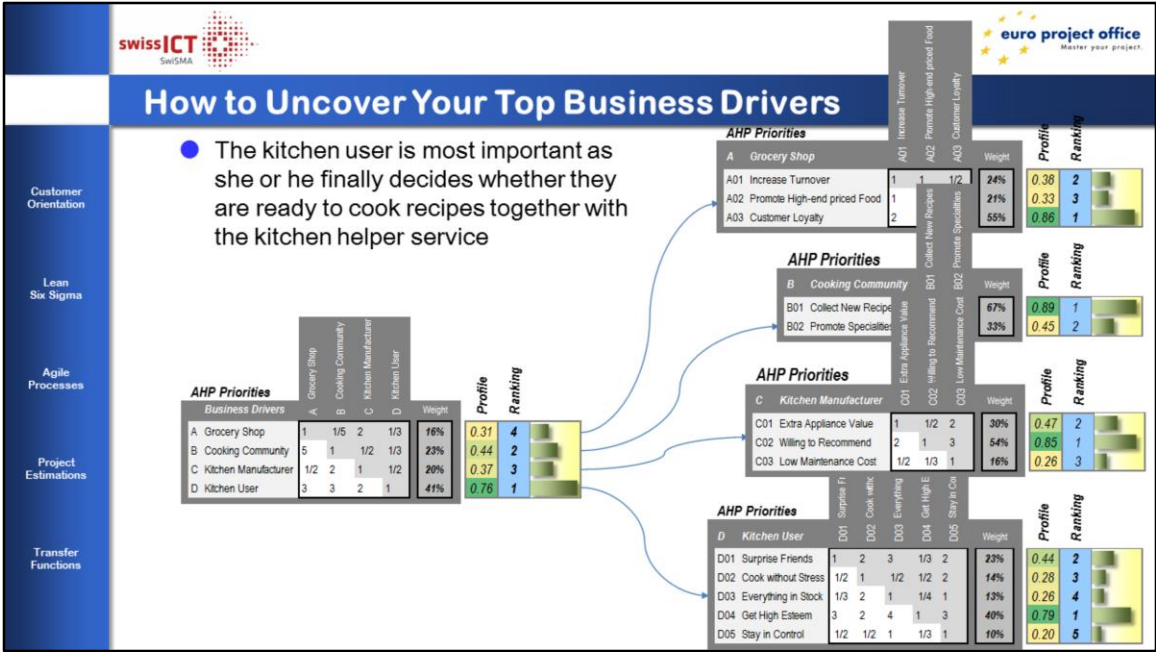 swissICT
SwiSMA
euro project office
Master your project.
How to Uncover Your Top Business Drivers
Customer
Orientation
Lean
Six Sigma
Agile
Processes
Project
Estimations
Transfer
Functions
The kitchen user is most important as
she or he finally decides whether they
are ready to cook recipes together with
the kitchen helper service
AHP Priorities
Grocery Shop
Cooking Community
Kitchen Manufacturer
Kitchen User
Business Drivers A B C D Weight Profile Ranking
A Grocery Shop 1 1/5 2 1/3 16% 0.31 4
B Cooking Community 5 1 1/2 1/3 23% 0.44 2
C Kitchen Manufacturer 1/2 2 1 1/2 20% 0.37 3
D Kitchen User 3 3 2 1 41% 0.76 1
AHP Priorities
A01 Increase Turnover
A02 Promote High-end priced Food
A03 Customer Loyalty
A Grocery Shop Weight Profile Ranking
A01 Increase Turnover 1 1 1/2 24% 0.38 2
A02 Promote High-end priced Food 1 21% 0.33 3
A03 Customer Loyalty 2 55% 0.86 1
AHP Priorities
B01 Collect New Recipes
B02 Promote Specialities
B Cooking Community Weight Profile Ranking
B01 Collect New Recipe 67% 0.89 1
B02 Promote Specialities 33% 0.45 2
AHP Priorities
C01 Extra Appliance Value
C02 Willing to Recommend
C03 Low Maintenance Cost
C Kitchen Manufacturer Weight Profile Ranking
C01 Extra Appliance Value 1 1/2 2 30% 0.47 2
C02 Willing to Recommend 2 1 3 54% 0.85 1
C03 Low Maintenance Cost 1/2 1/3 1 16% 0.26 3
AHP Priorities
D01 Surprise Fr
D02 Cook witho
D03 Everything
D04 Get High E
D05 Stay in Co
D Kitchen User Weight Profile Ranking
D01 Surprise Friends 1 2 3 1/3 2 23% 0.44 2
D02 Cook without Stress 1/2 1 1/2 1/2 2 14% 0.28 3
D03 Everything in Stock 1/3 2 1 1/4 1 13% 0.26 4
D04 Get High Esteem 3 2 4 1 3 40% 0.79 1
D05 Stay in Control 1/2 1/2 1 1/3 1 10% 0.20 5